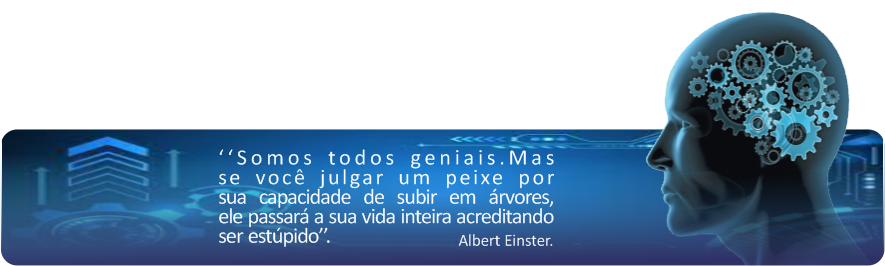 ‘‘Somos todos geniais.Mas
se você julgar um peixe por
sua capacidade de subir em árvores,
ele passará a sua vida inteira acreditando
ser estúpido’’.
Albert Einster.